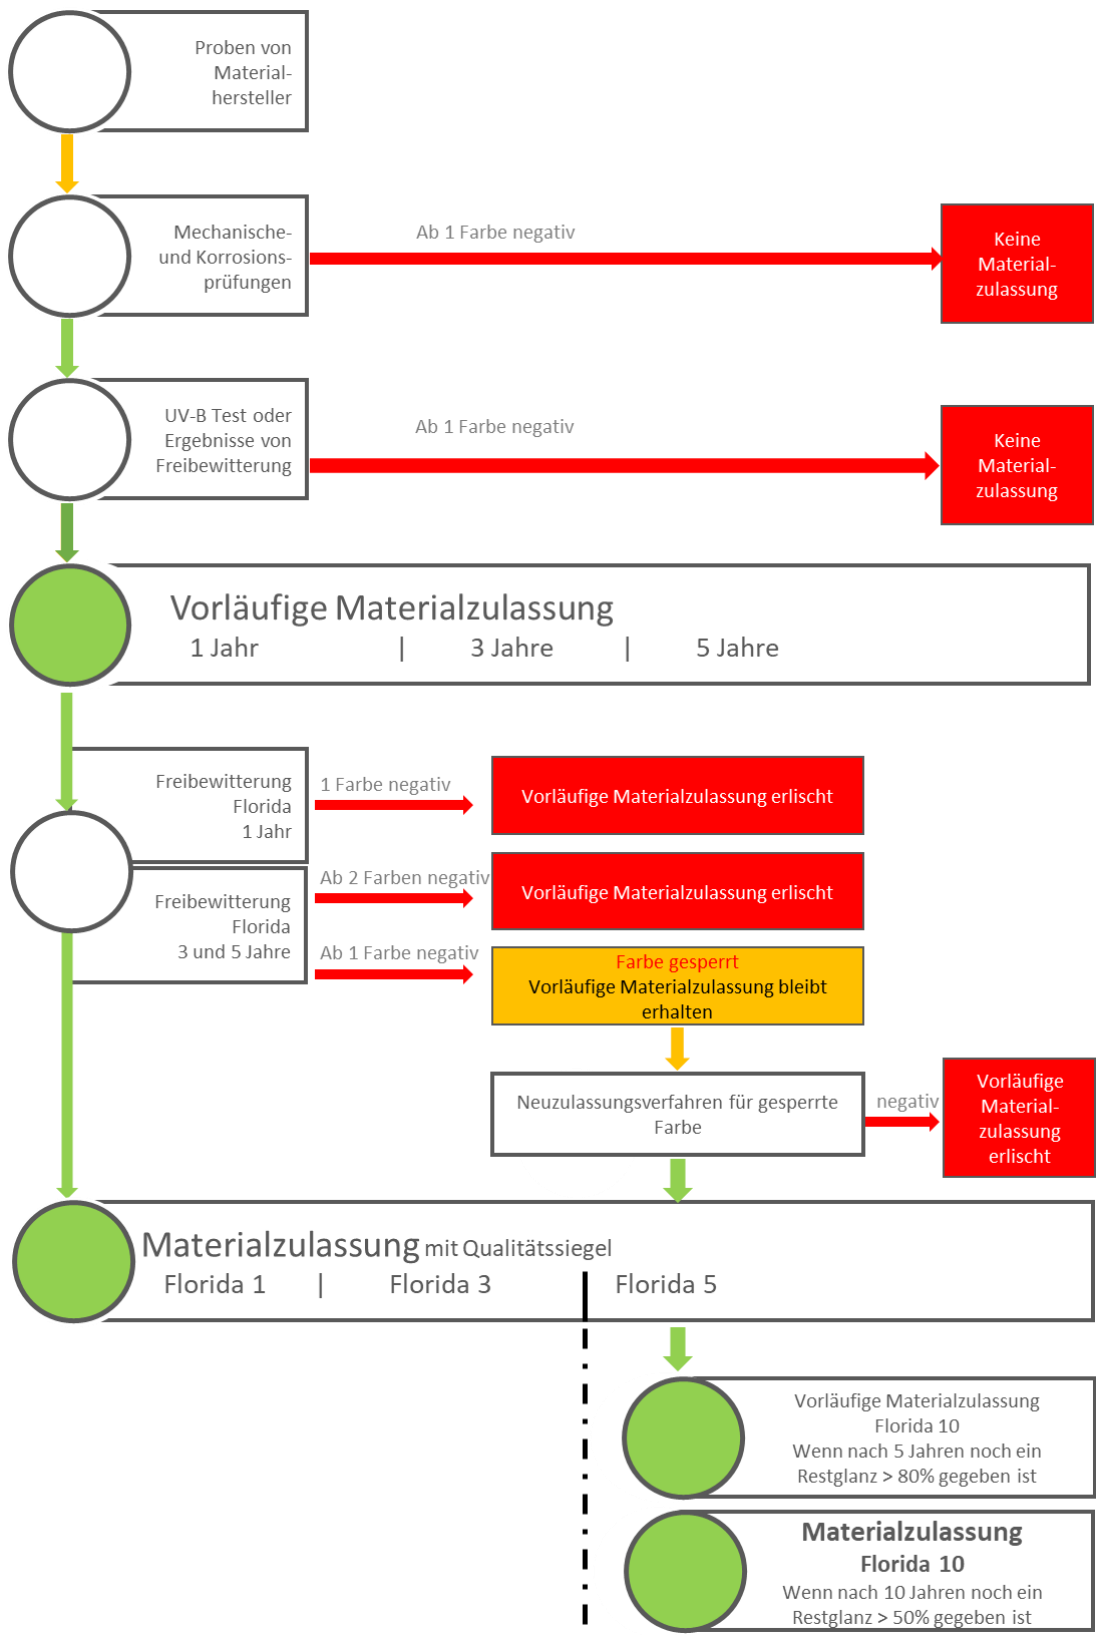 Proben von
Material-
hersteller
Mechanische-
und Korrosions-
prüfungen
Ab 1 Farbe negativ
Keine
Material-
zulassung
UV-B Test oder
Ergebnisse von
Freibewitterung
Ab 1 Farbe negativ
Keine
Material-
zulassung
Vorläufige Materialzulassung
1 Jahr | 3 Jahre | 5 Jahre
Freibewitterung
Florida
1 Jahr
1 Farbe negativ
Vorläufige Materialzulassung erlischt
Freibewitterung
Florida
3 und 5 Jahre
Ab 2 Farben negativ
Vorläufige Materialzulassung erlischt
Ab 1 Farbe negativ
Farbe gesperrt
Vorläufige Materialzulassung bleibt
erhalten
Neuzulassungsverfahren für gesperrte
Farbe
negativ
Vorläufige
Material-
zulassung
erlischt
Materialzulassung mit Qualitätssiegel
Florida 1 | Florida 3 Florida 5
Vorläufige Materialzulassung
Florida 10
Wenn nach 5 Jahren noch ein
Restglanz > 80% gegeben ist
Materialzulassung
Florida 10
Wenn nach 10 Jahren noch ein
Restglanz > 50% gegeben ist